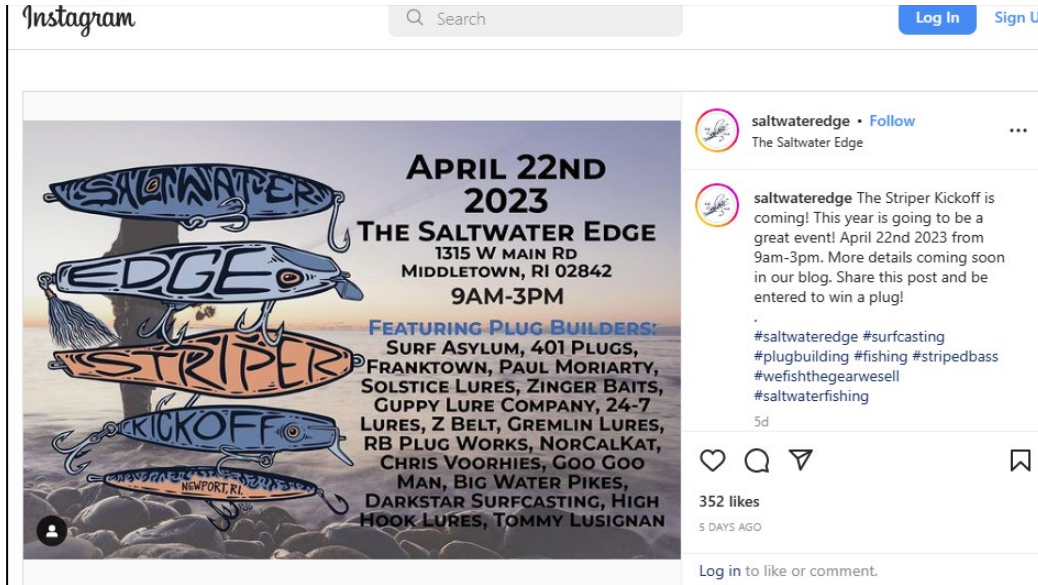 Instagram
Search
Log In
Sign U
SALTWATER
EDGE
STRIPER
KICKOFF
NEWPORT, R.I.
APRIL 22ND
2023
THE SALTWATER EDGE
1315 W MAIN RD
MIDDLETOWN, RI 02842
9AM-3PM
FEATURING PLUG BUILDERS:
SURF ASYLUM, 401 PLUGS,
FRANKTOWN, PAUL MORIARTY,
SOLSTICE LURES, ZINGER BAITS,
GUPPY LURE COMPANY, 24-7
LURES, Z BELT, GREMLIN LURES,
RB PLUG WORKS, NORCALKAT,
CHRIS VOORHIES, GOO GOO
MAN, BIG WATER PIKES,
DARKSTAR SURFCASTING, HIGH
HOOK LURES, TOMMY LUSIGNAN
saltwateredge • Follow
The Saltwater Edge
saltwateredge The Striper Kickoff is
coming! This year is going to be a
great event! April 22nd 2023 from
9am-3pm. More details coming soon
in our blog. Share this post and be
entered to win a plug!
.
#saltwateredge #surfcasting
#plugbuilding #fishing #stripedbass
#wefishthegearwesell
#saltwaterfishing
5d
352 likes
5 DAYS AGO
Log in to like or comment.